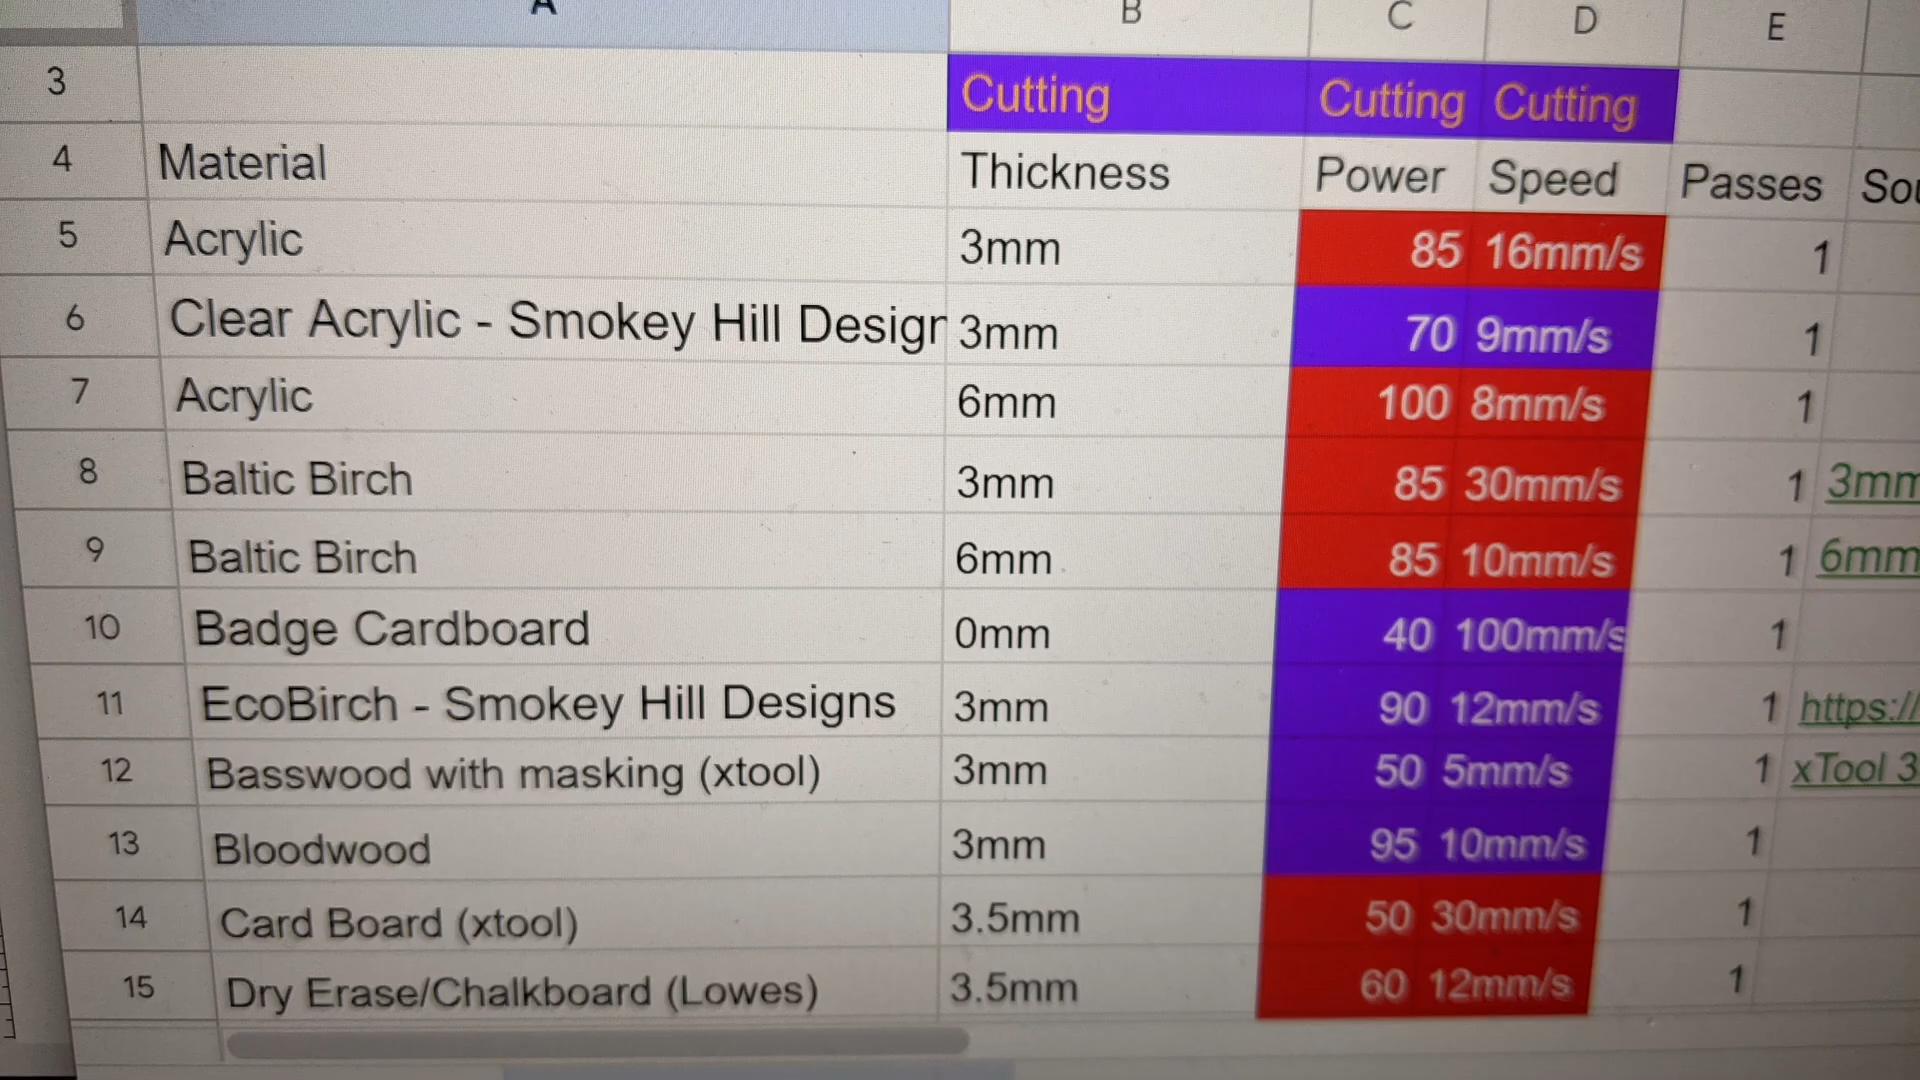 A B C D E
3 Cutting Cutting Cutting
4 Material Thickness Power Speed Passes
5 Acrylic 3mm 85 16mm/s 1
6 Clear Acrylic - Smokey Hill 3mm 70 9mm/s 1
7 Acrylic 6mm 100 8mm/s 1
8 Baltic Birch 3mm 85 30mm/s 1 3mm
9 Baltic Birch 6mm 85 10mm/s 1 6mm
10 Badge Cardboard 0mm 40 100mm/s 1
11 EcoBirch - Smokey Hill Designs 3mm 90 12mm/s 1 https://
12 Basswood with masking (xtool) 3mm 50 5mm/s 1 xTool 3
13 Bloodwood 3mm 95 10mm/s 1
14 Card Board (xtool) 3.5mm 50 30mm/s 1
15 Dry Erase/Chalkboard (Lowes) 3.5mm 60 12mm/s 1